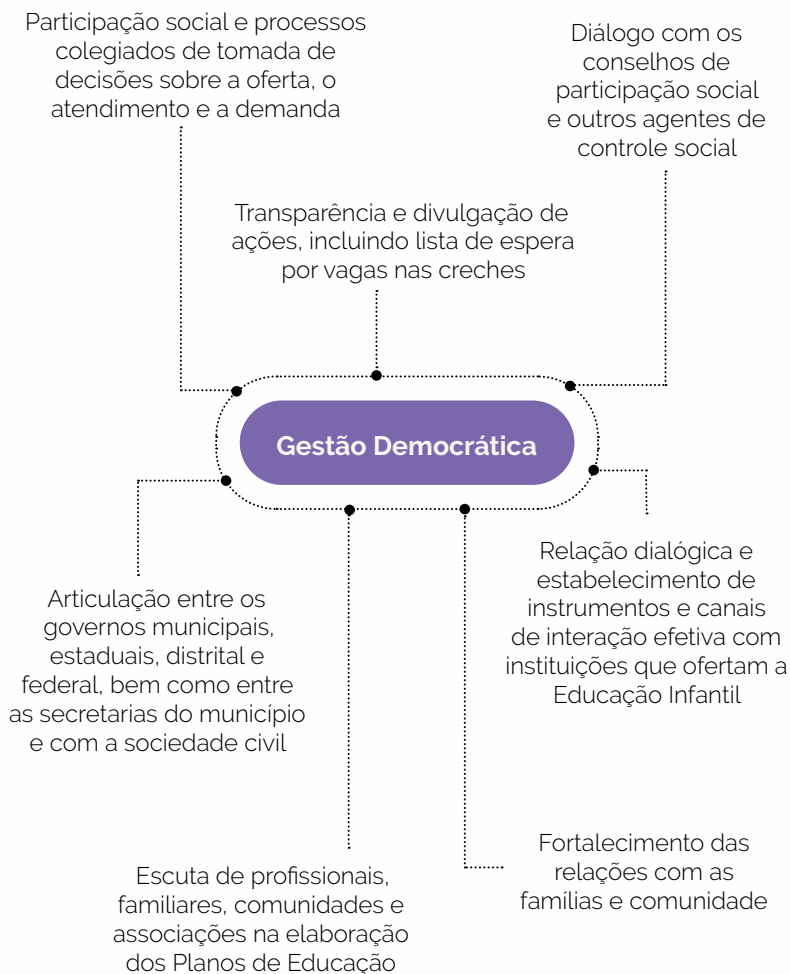 Participação social e processos
colegiados de tomada de
decisões sobre a oferta, o
atendimento e a demanda
Diálogo com os
conselhos de
participação social
e outros agentes de
controle social
Transparência e divulgação de
ações, incluindo lista de espera
por vagas nas creches
Gestão Democrática
Articulação entre os
governos municipais,
estaduais, distrital e
federal, bem como entre
as secretarias do município
e com a sociedade civil
Relação dialógica e
estabelecimento de
instrumentos e canais
de interação efetiva com
instituições que ofertam a
Educação Infantil
Escuta de profissionais,
familiares, comunidades e
associações na elaboração
dos Planos de Educação
Fortalecimento das
relações com as
famílias e comunidade